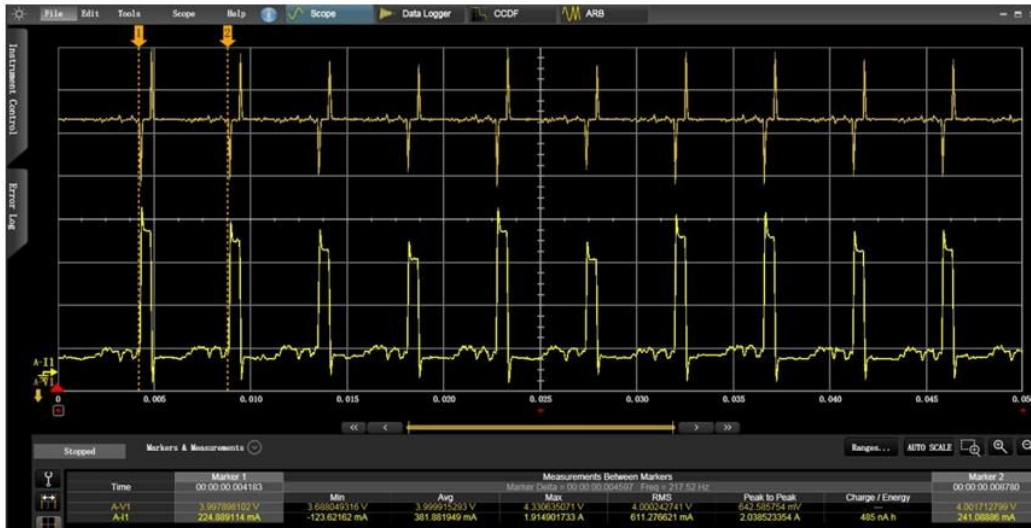 File Edit Tools Scope Help Scope Data Logger CCDF ARB
Instrument Control
Error Log
1 2
A-I1
0 0.005 0.010 0.015 0.020 0.025 0.030 0.035 0.040 0.045
Stopped Markers & Measurements Ranges... AUTO SCALE
Marker 1 Measurements Between Markers Marker 2
Time 00:00:00.004183 Marker Delta = 00:00:00.004597 Freq = 217.52 Hz 00:00:00.008780
Min Avg Max RMS Peak to Peak Charge / Energy
A-V1 3.997898102 V 3.688049316 V 3.999915293 V 4.330635071 V 4.000242741 V 642.585754 mV 4.001712799 V
A-I1 224.889114 mA -123.62162 mA 381.881949 mA 1.914901733 A 611.276621 mA 2.038523354 A 485 nA h 241.08886 mA